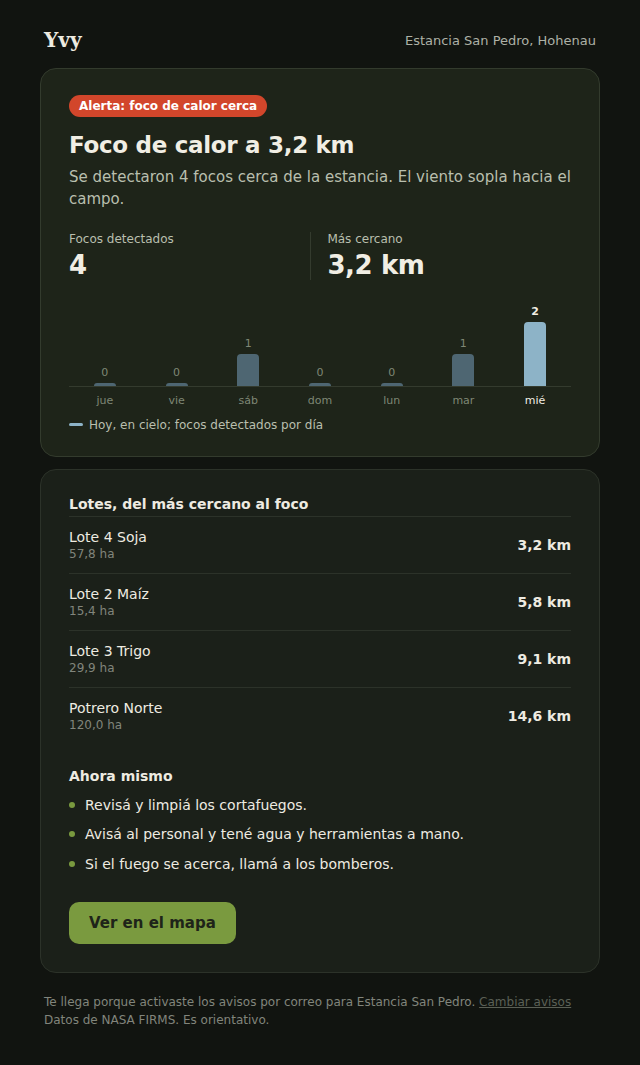 Yvy
Estancia San Pedro, Hohenau
Alerta: foco de calor cerca
Foco de calor a 3,2 km
Se detectaron 4 focos cerca de la estancia. El viento sopla hacia el
campo.
Focos detectados
4
Más cercano
3,2 km
0 0 1 0 0 1 2
jue vie sáb dom lun mar mié
Hoy, en cielo; focos detectados por día
Lotes, del más cercano al foco
Lote 4 Soja
57,8 ha
3,2 km
Lote 2 Maíz
15,4 ha
5,8 km
Lote 3 Trigo
29,9 ha
9,1 km
Potrero Norte
120,0 ha
14,6 km
Ahora mismo
Revisá y limpiá los cortafuegos.
Avisá al personal y tené agua y herramientas a mano.
Si el fuego se acerca, llamá a los bomberos.
Ver en el mapa
Te llega porque activaste los avisos por correo para Estancia San Pedro. Cambiar avisos
Datos de NASA FIRMS. Es orientativo.